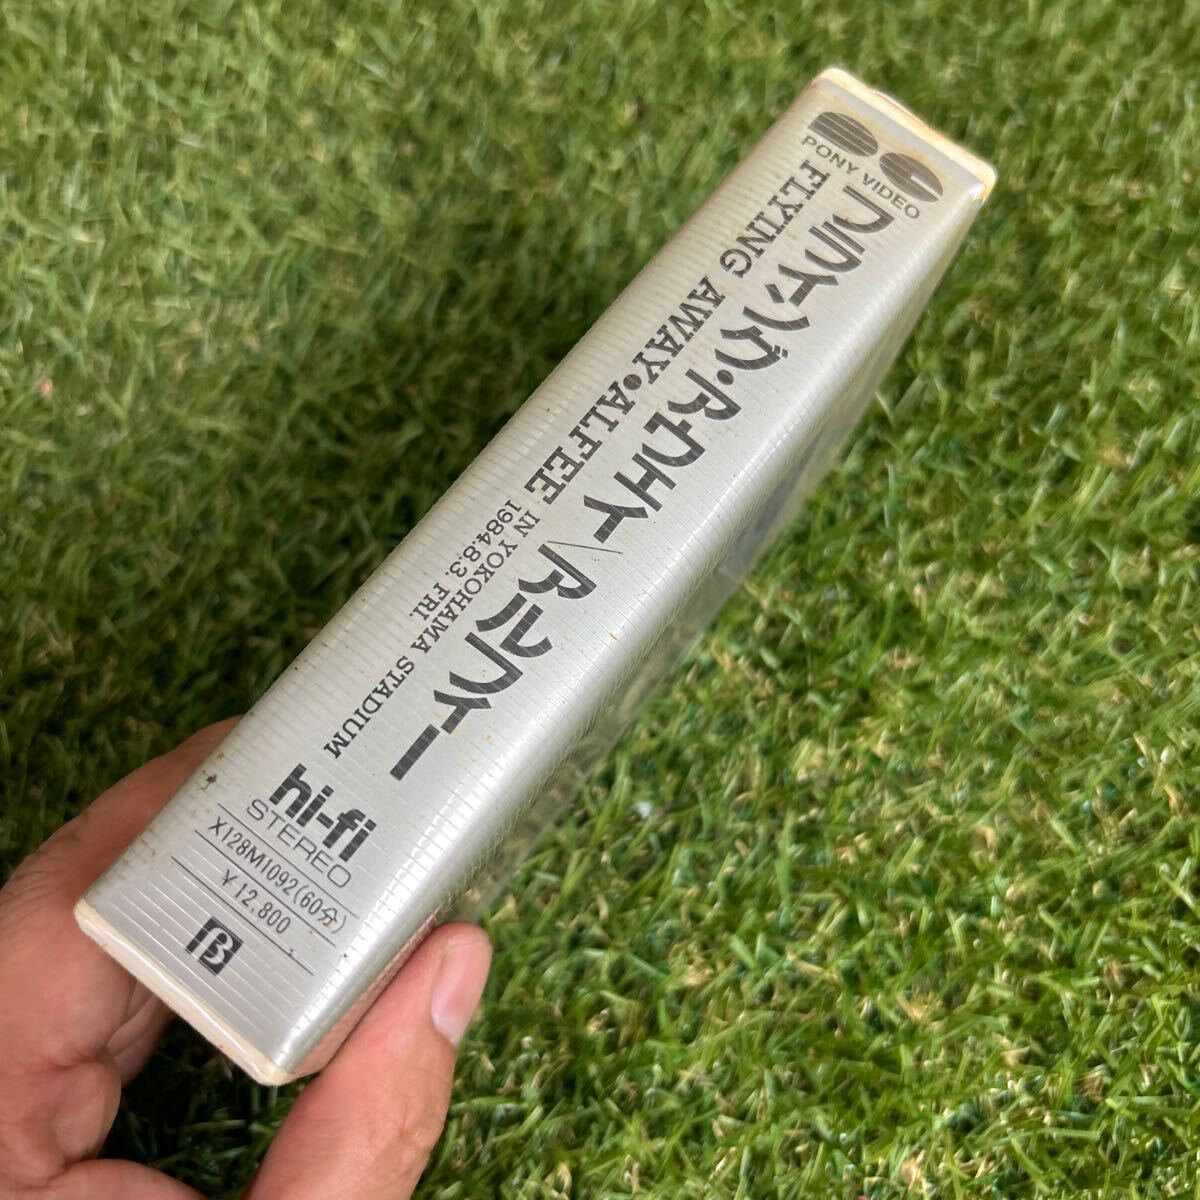 PONY VIDEO
フライング・アウェイ/アルフィー
FLYING AWAY•ALFEE IN YOKOHAMA STADIUM
1984.8.3. FRI.
hi-fi
STEREO
X128M1092(60分)
¥12,800
β